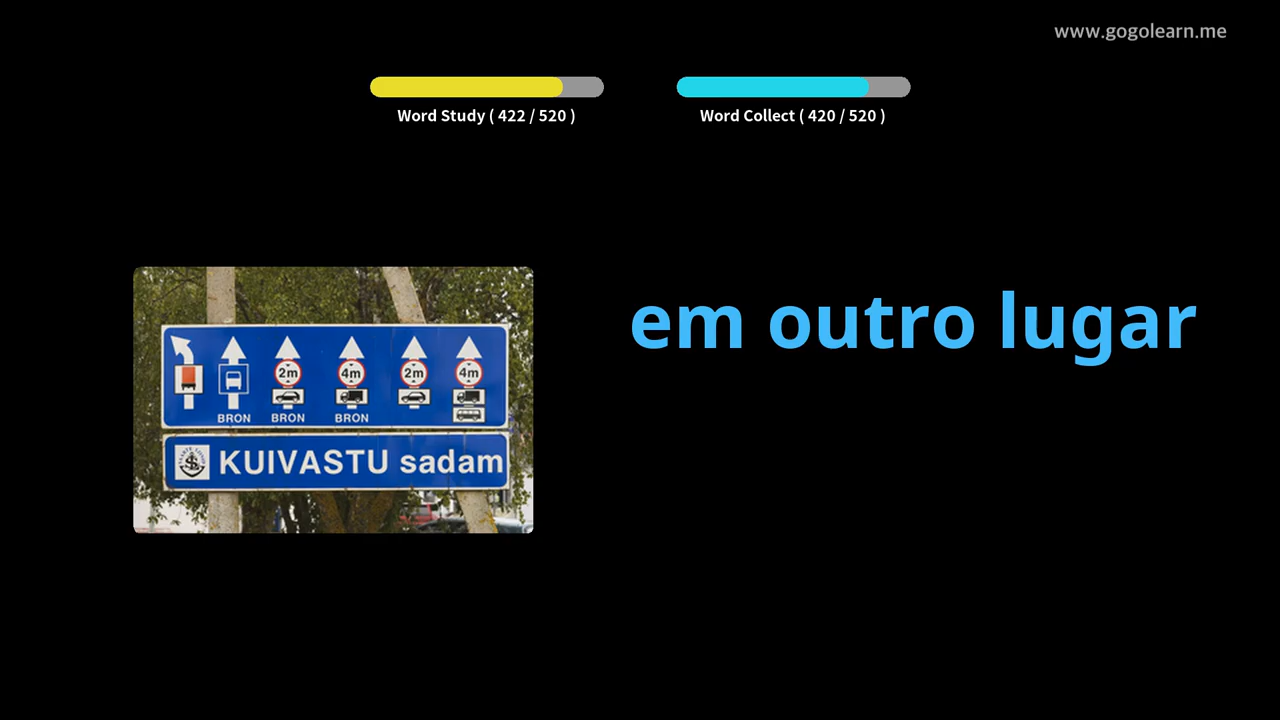 www.gogolearn.me
Word Study ( 422 / 520 )
Word Collect ( 420 / 520 )
em outro lugar
2m 4m 2m 4m
BRON BRON BRON
KUIVASTU sadam